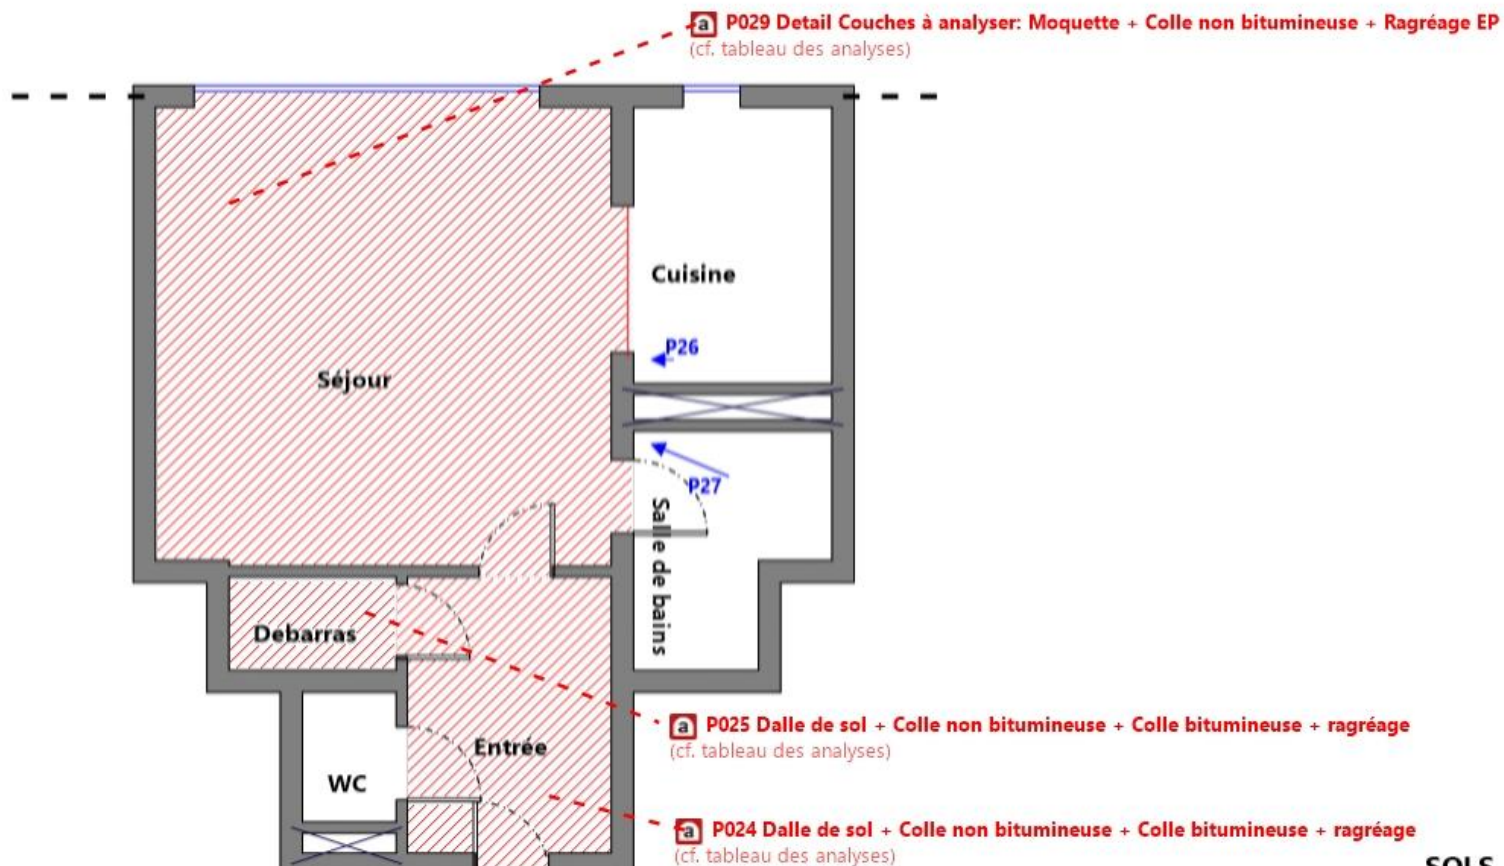 a P029 Detail Couches à analyser: Moquette + Colle non bitumineuse + Ragréage EP
(cf. tableau des analyses)
Cuisine
P26
Séjour
P27
Salle de bains
Debarras
a P025 Dalle de sol + Colle non bitumineuse + Colle bitumineuse + ragréage
(cf. tableau des analyses)
Entrée
WC
a P024 Dalle de sol + Colle non bitumineuse + Colle bitumineuse + ragréage
(cf. tableau des analyses)
SOLS